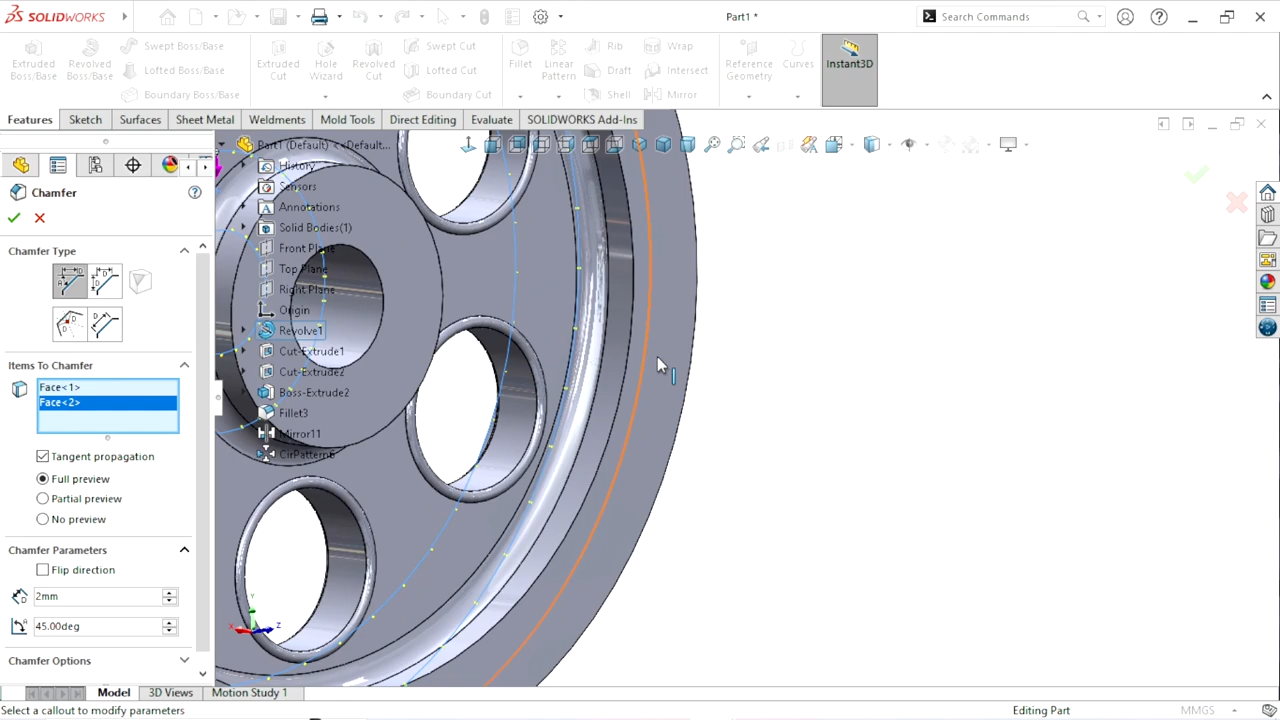 SOLIDWORKS
Part1 *
Search Commands
Extruded Boss/Base
Revolved Boss/Base
Swept Boss/Base
Lofted Boss/Base
Boundary Boss/Base
Extruded Cut
Hole Wizard
Revolved Cut
Swept Cut
Lofted Cut
Boundary Cut
Fillet
Linear Pattern
Rib
Draft
Shell
Wrap
Intersect
Mirror
Reference Geometry
Curves
Instant3D
Features
Sketch
Surfaces
Sheet Metal
Weldments
Mold Tools
Direct Editing
Evaluate
SOLIDWORKS Add-Ins
Part1 (Default) <<Default...
History
Sensors
Annotations
Solid Bodies(1)
Front Plane
Top Plane
Right Plane
Origin
Revolve1
Cut-Extrude1
Cut-Extrude2
Boss-Extrude2
Fillet3
Mirror11
Chamfer
Chamfer Type
Items To Chamfer
Face<1>
Face<2>
Tangent propagation
Full preview
Partial preview
No preview
Chamfer Parameters
Flip direction
2mm
45.00deg
Chamfer Options
Y
X
Z
Model
3D Views
Motion Study 1
Select a callout to modify parameters
Editing Part
MMGS